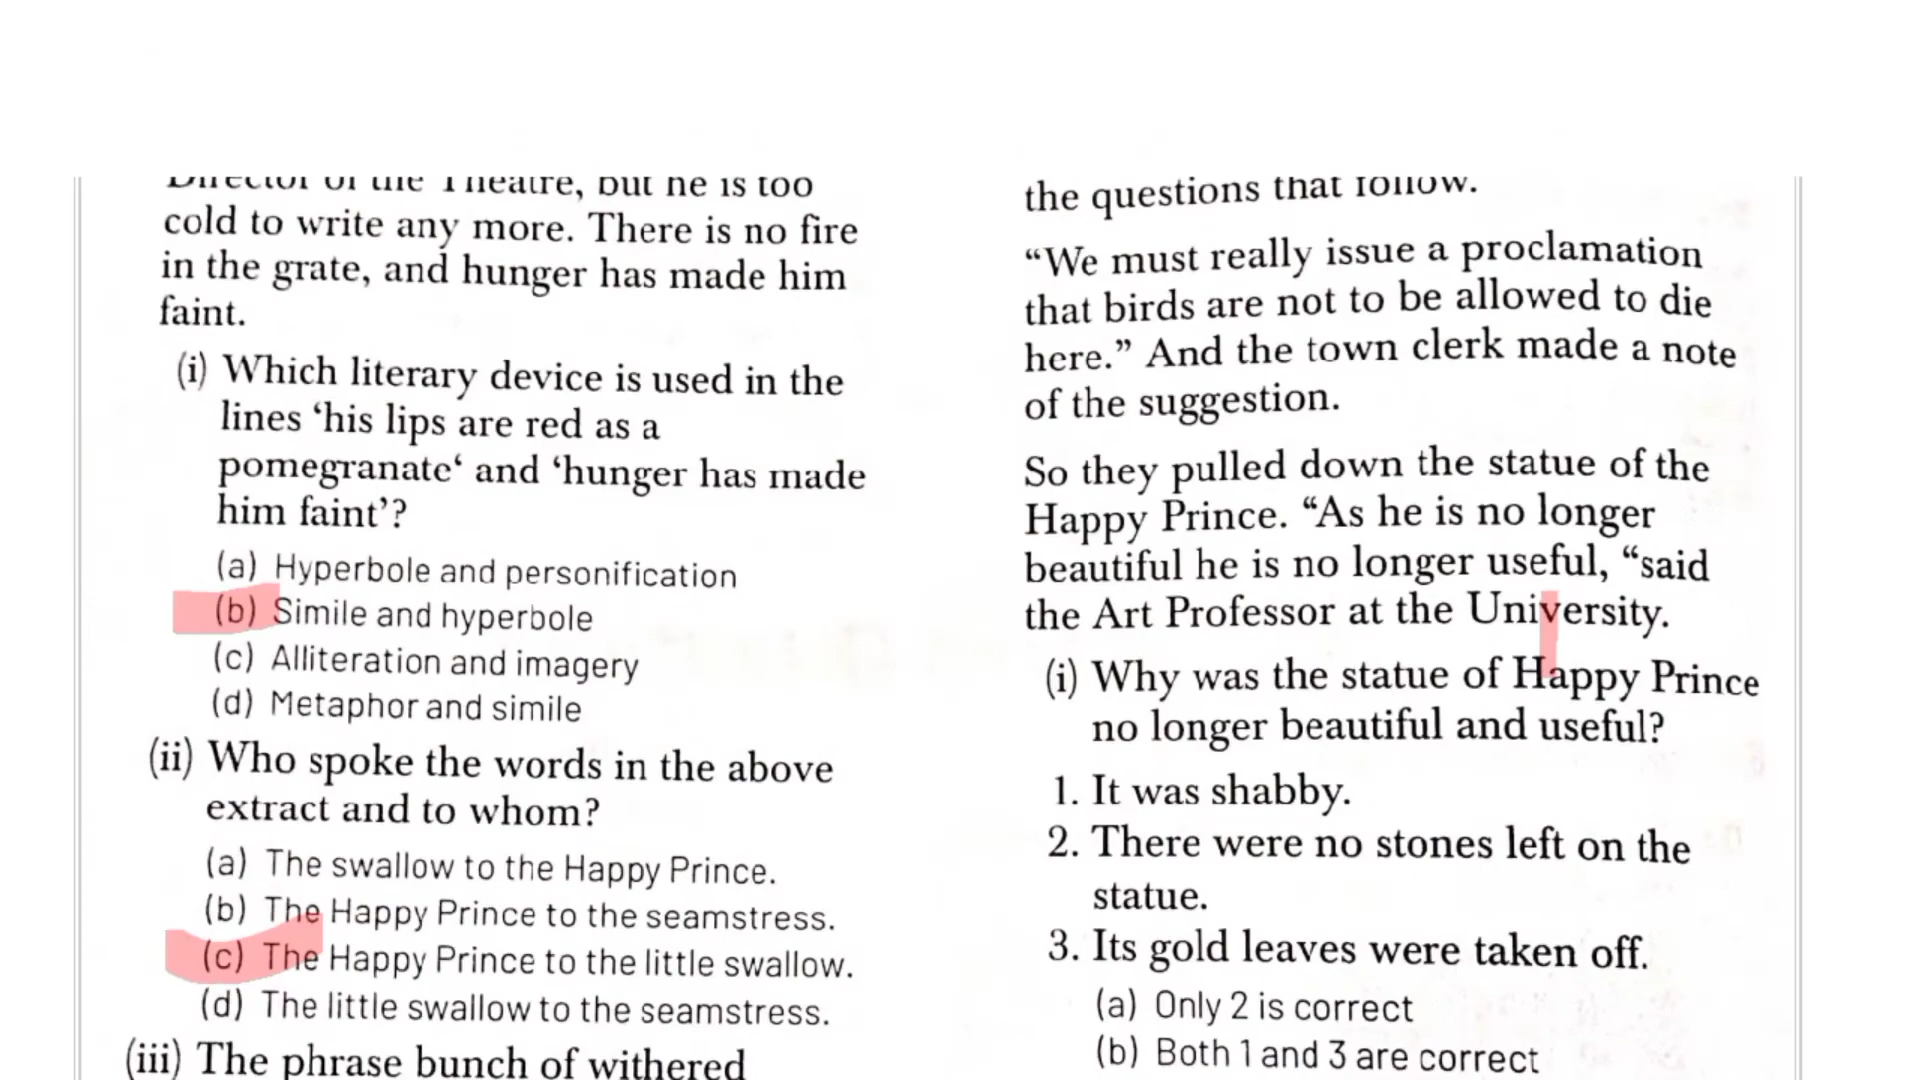 Director of the Theatre, but he is too
cold to write any more. There is no fire
in the grate, and hunger has made him
faint.
(i) Which literary device is used in the
lines ‘his lips are red as a
pomegranate‘ and ‘hunger has made
him faint’?
(a) Hyperbole and personification
(b) Simile and hyperbole
(c) Alliteration and imagery
(d) Metaphor and simile
(ii) Who spoke the words in the above
extract and to whom?
(a) The swallow to the Happy Prince.
(b) The Happy Prince to the seamstress.
(c) The Happy Prince to the little swallow.
(d) The little swallow to the seamstress.
(iii) The phrase bunch of withered
the questions that follow.
“We must really issue a proclamation
that birds are not to be allowed to die
here.” And the town clerk made a note
of the suggestion.
So they pulled down the statue of the
Happy Prince. “As he is no longer
beautiful he is no longer useful, “said
the Art Professor at the University.
(i) Why was the statue of Happy Prince
no longer beautiful and useful?
1. It was shabby.
2. There were no stones left on the
statue.
3. Its gold leaves were taken off.
(a) Only 2 is correct
(b) Both 1 and 3 are correct